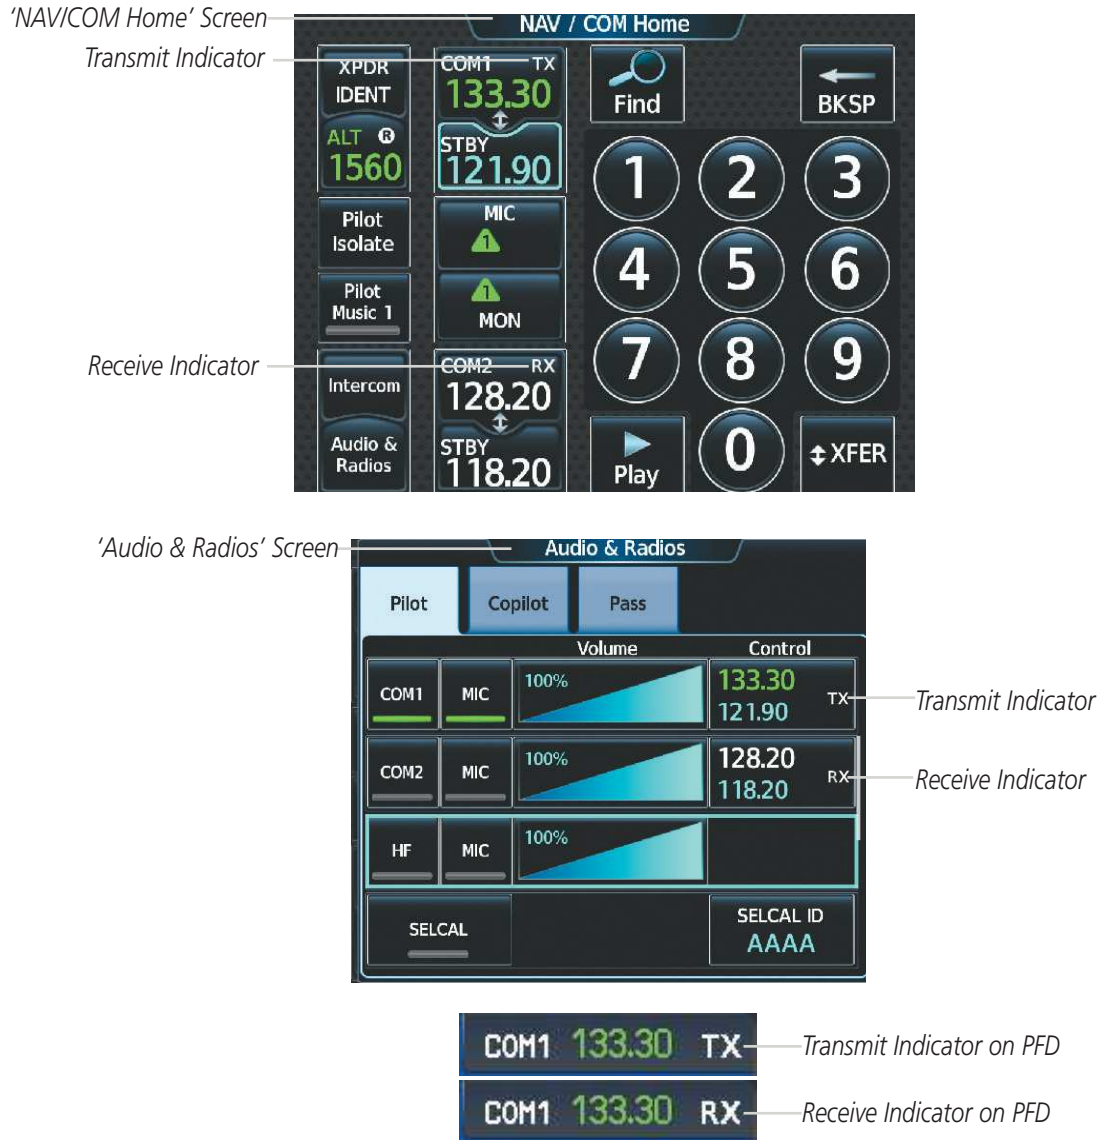 'NAV/COM Home' Screen
NAV / COM Home
Transmit Indicator
XPDR
IDENT
ALT R
1560
COM1 TX
133.30
STBY
121.90
Find
BKSP
1 2 3
Pilot
Isolate
MIC
1
4 5 6
Pilot
Music 1
1
MON
7 8 9
Receive Indicator
Intercom
COM2 RX
128.20
Audio &
Radios
STBY
118.20
Play
0
XFER
'Audio & Radios' Screen
Audio & Radios
Pilot Copilot Pass
Volume Control
COM1 MIC 100% 133.30
121.90 TX
Transmit Indicator
COM2 MIC 100% 128.20
118.20 RX
Receive Indicator
HF MIC 100%
SELCAL
SELCAL ID
AAAA
COM1 133.30 TX
Transmit Indicator on PFD
COM1 133.30 RX
Receive Indicator on PFD